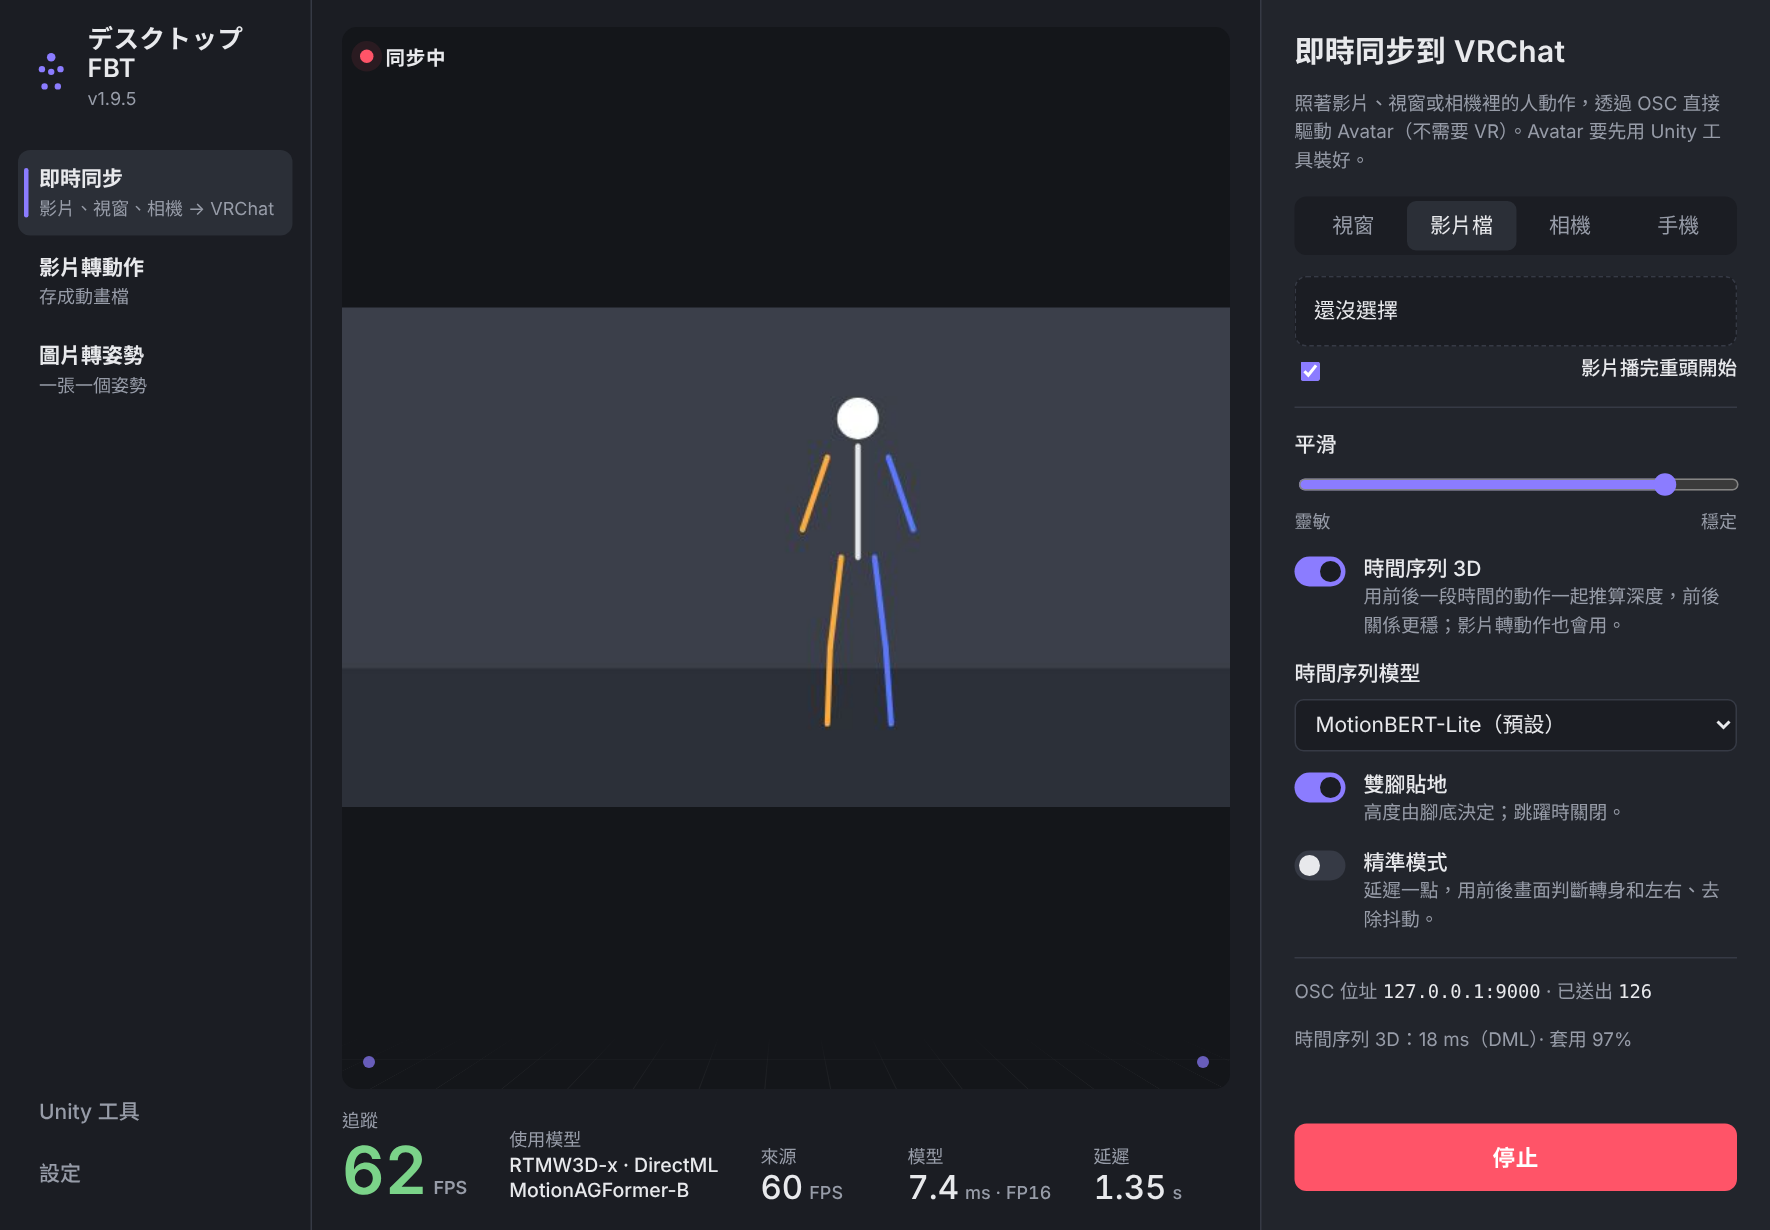 デスクトップ
FBT
v1.9.5
即時同步
影片、視窗、相機 → VRChat
影片轉動作
存成動畫檔
圖片轉姿勢
一張一個姿勢
Unity 工具
設定
同步中
追蹤
62 FPS
使用模型
RTMW3D-x · DirectML
MotionAGFormer-B
來源
60 FPS
模型
7.4 ms · FP16
延遲
1.35 s
即時同步到 VRChat
照著影片、視窗或相機裡的人動作，透過 OSC 直接
驅動 Avatar（不需要 VR）。Avatar 要先用 Unity 工
具裝好。
視窗 影片檔 相機 手機
還沒選擇
影片播完重頭開始
平滑
靈敏 穩定
時間序列 3D
用前後一段時間的動作一起推算深度，前後
關係更穩；影片轉動作也會用。
時間序列模型
MotionBERT-Lite（預設）
雙腳貼地
高度由腳底決定；跳躍時關閉。
精準模式
延遲一點，用前後畫面判斷轉身和左右、去
除抖動。
OSC 位址 127.0.0.1:9000 · 已送出 126
時間序列 3D：18 ms（DML）· 套用 97%
停止